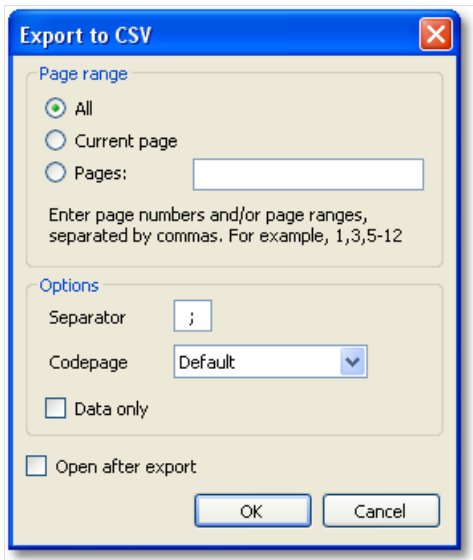 Export to CSV
Page range
All
Current page
Pages:
Enter page numbers and/or page ranges,
separated by commas. For example, 1,3,5-12
Options
Separator ;
Codepage Default
Data only
Open after export
OK Cancel